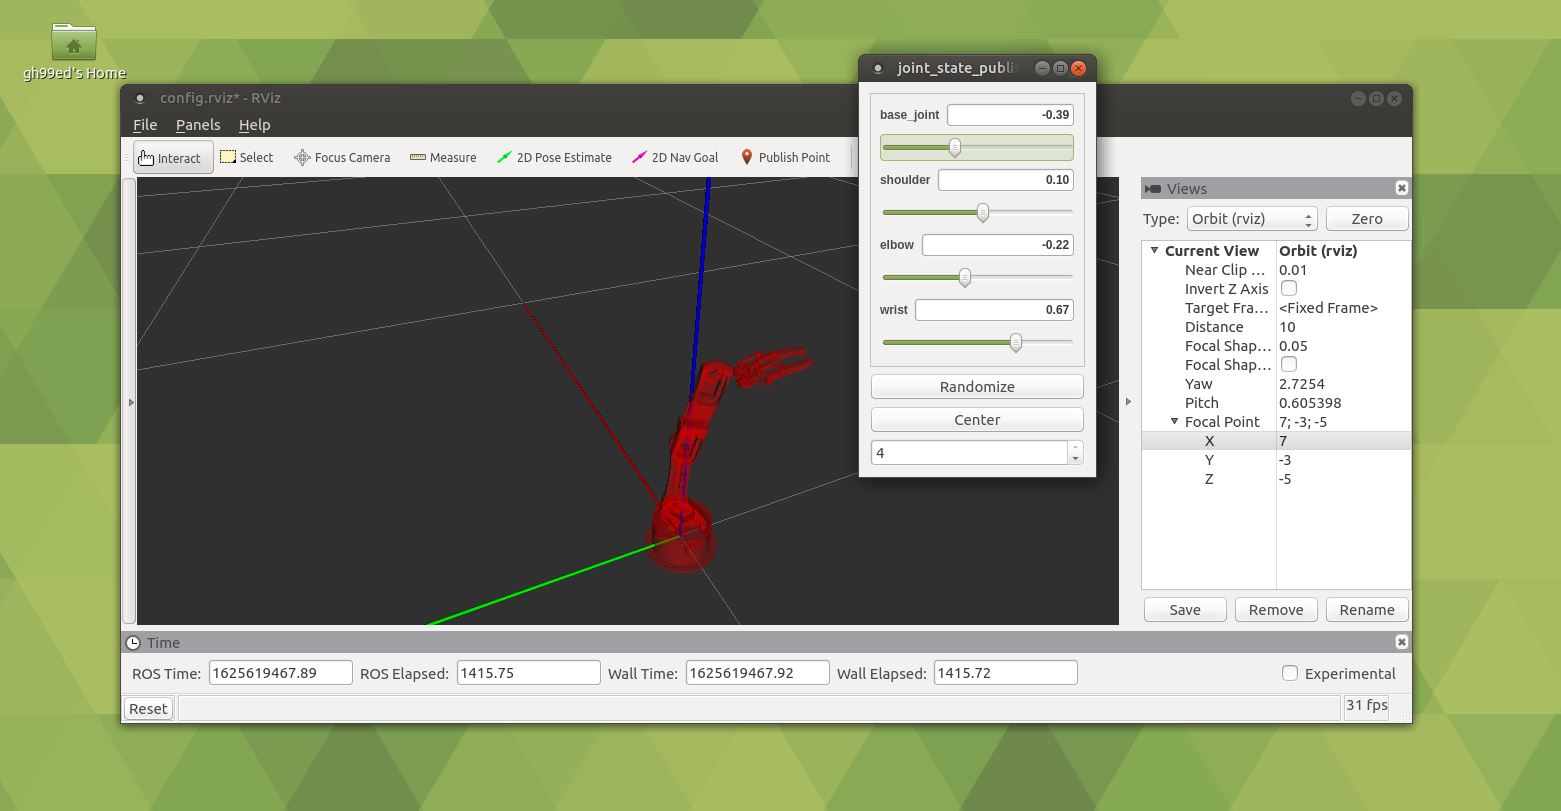 gh99ed's Home
config.rviz* - RViz
File Panels Help
Interact Select Focus Camera Measure 2D Pose Estimate 2D Nav Goal Publish Point
joint_state_publis
base_joint -0.39
shoulder 0.10
elbow -0.22
wrist 0.67
Randomize
Center
4
Views
Type: Orbit (rviz) Zero
Current View Orbit (rviz)
Near Clip ... 0.01
Invert Z Axis
Target Fra... <Fixed Frame>
Distance 10
Focal Shap... 0.05
Focal Shap...
Yaw 2.7254
Pitch 0.605398
Focal Point 7; -3; -5
X 7
Y -3
Z -5
Save Remove Rename
Time
ROS Time: 1625619467.89 ROS Elapsed: 1415.75 Wall Time: 1625619467.92 Wall Elapsed: 1415.72 Experimental
Reset 31 fps